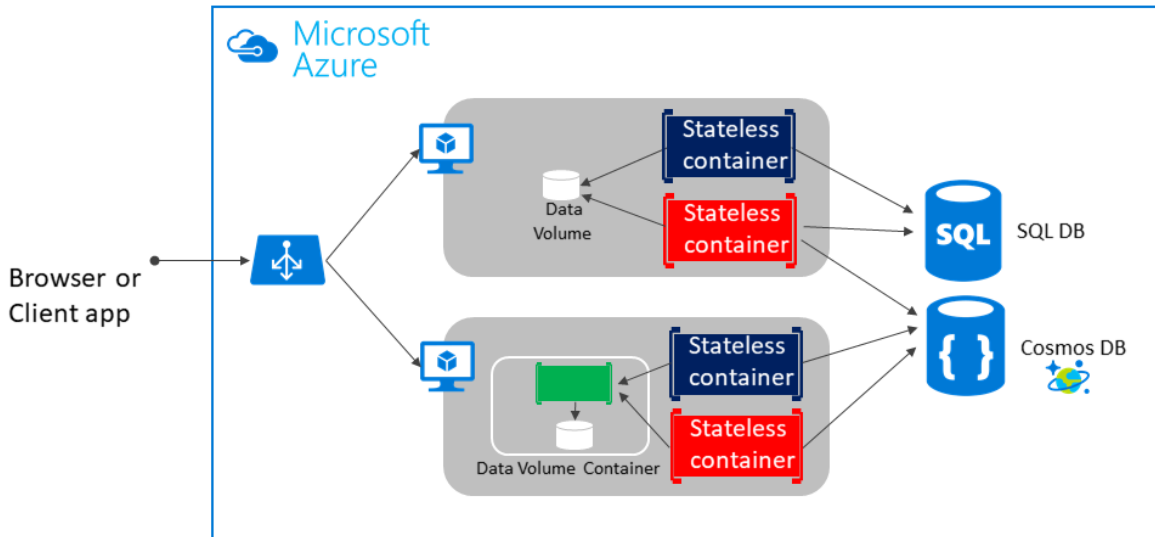 Microsoft
Azure
Stateless
container
Data
Volume
Stateless
container
SQL
SQL DB
Browser or
Client app
Stateless
container
{ }
Cosmos DB
Stateless
container
Data Volume Container